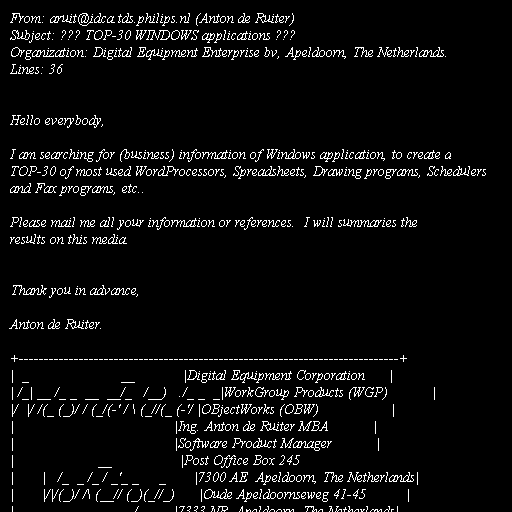 From: aruit@idca.tds.philips.nl (Anton de Ruiter)
Subject: ??? TOP-30 WINDOWS applications ???
Organization: Digital Equipment Enterprise bv, Apeldoorn, The Netherlands.
Lines: 36
Hello everybody,
I am searching for (business) information of Windows application, to create a
TOP-30 of most used WordProcessors, Spreadsheets, Drawing programs, Schedulers
and Fax programs, etc..
Please mail me all your information or references.  I will summaries the
results on this media.
Thank you in advance,
Anton de Ruiter.
+-----------------------------------------------------------------------------+
|  _                          __              |Digital Equipment Corporation       |
| /_| __ /_ _  __  __/_   /__)   ./_ _  _|WorkGroup Products (WGP)             |
|/  |/ /(_ (_)/ / (_/(-' / \ (_//(_ (-'/ |OBjectWorks (OBW)                     |
|                                              |Ing. Anton de Ruiter MBA             |
|                                              |Software Product Manager             |
|                        __                    |Post Office Box 245
|        |   /_  _ /_/ _'_ _      _        |7300 AE  Apeldoorn, The Netherlands|
|        |/|/(_)/ /\ (__// (_)(_//_)       |Oude Apeldoornseweg 41-45            |
|7333 NR  Apeldoorn, The Netherlands|